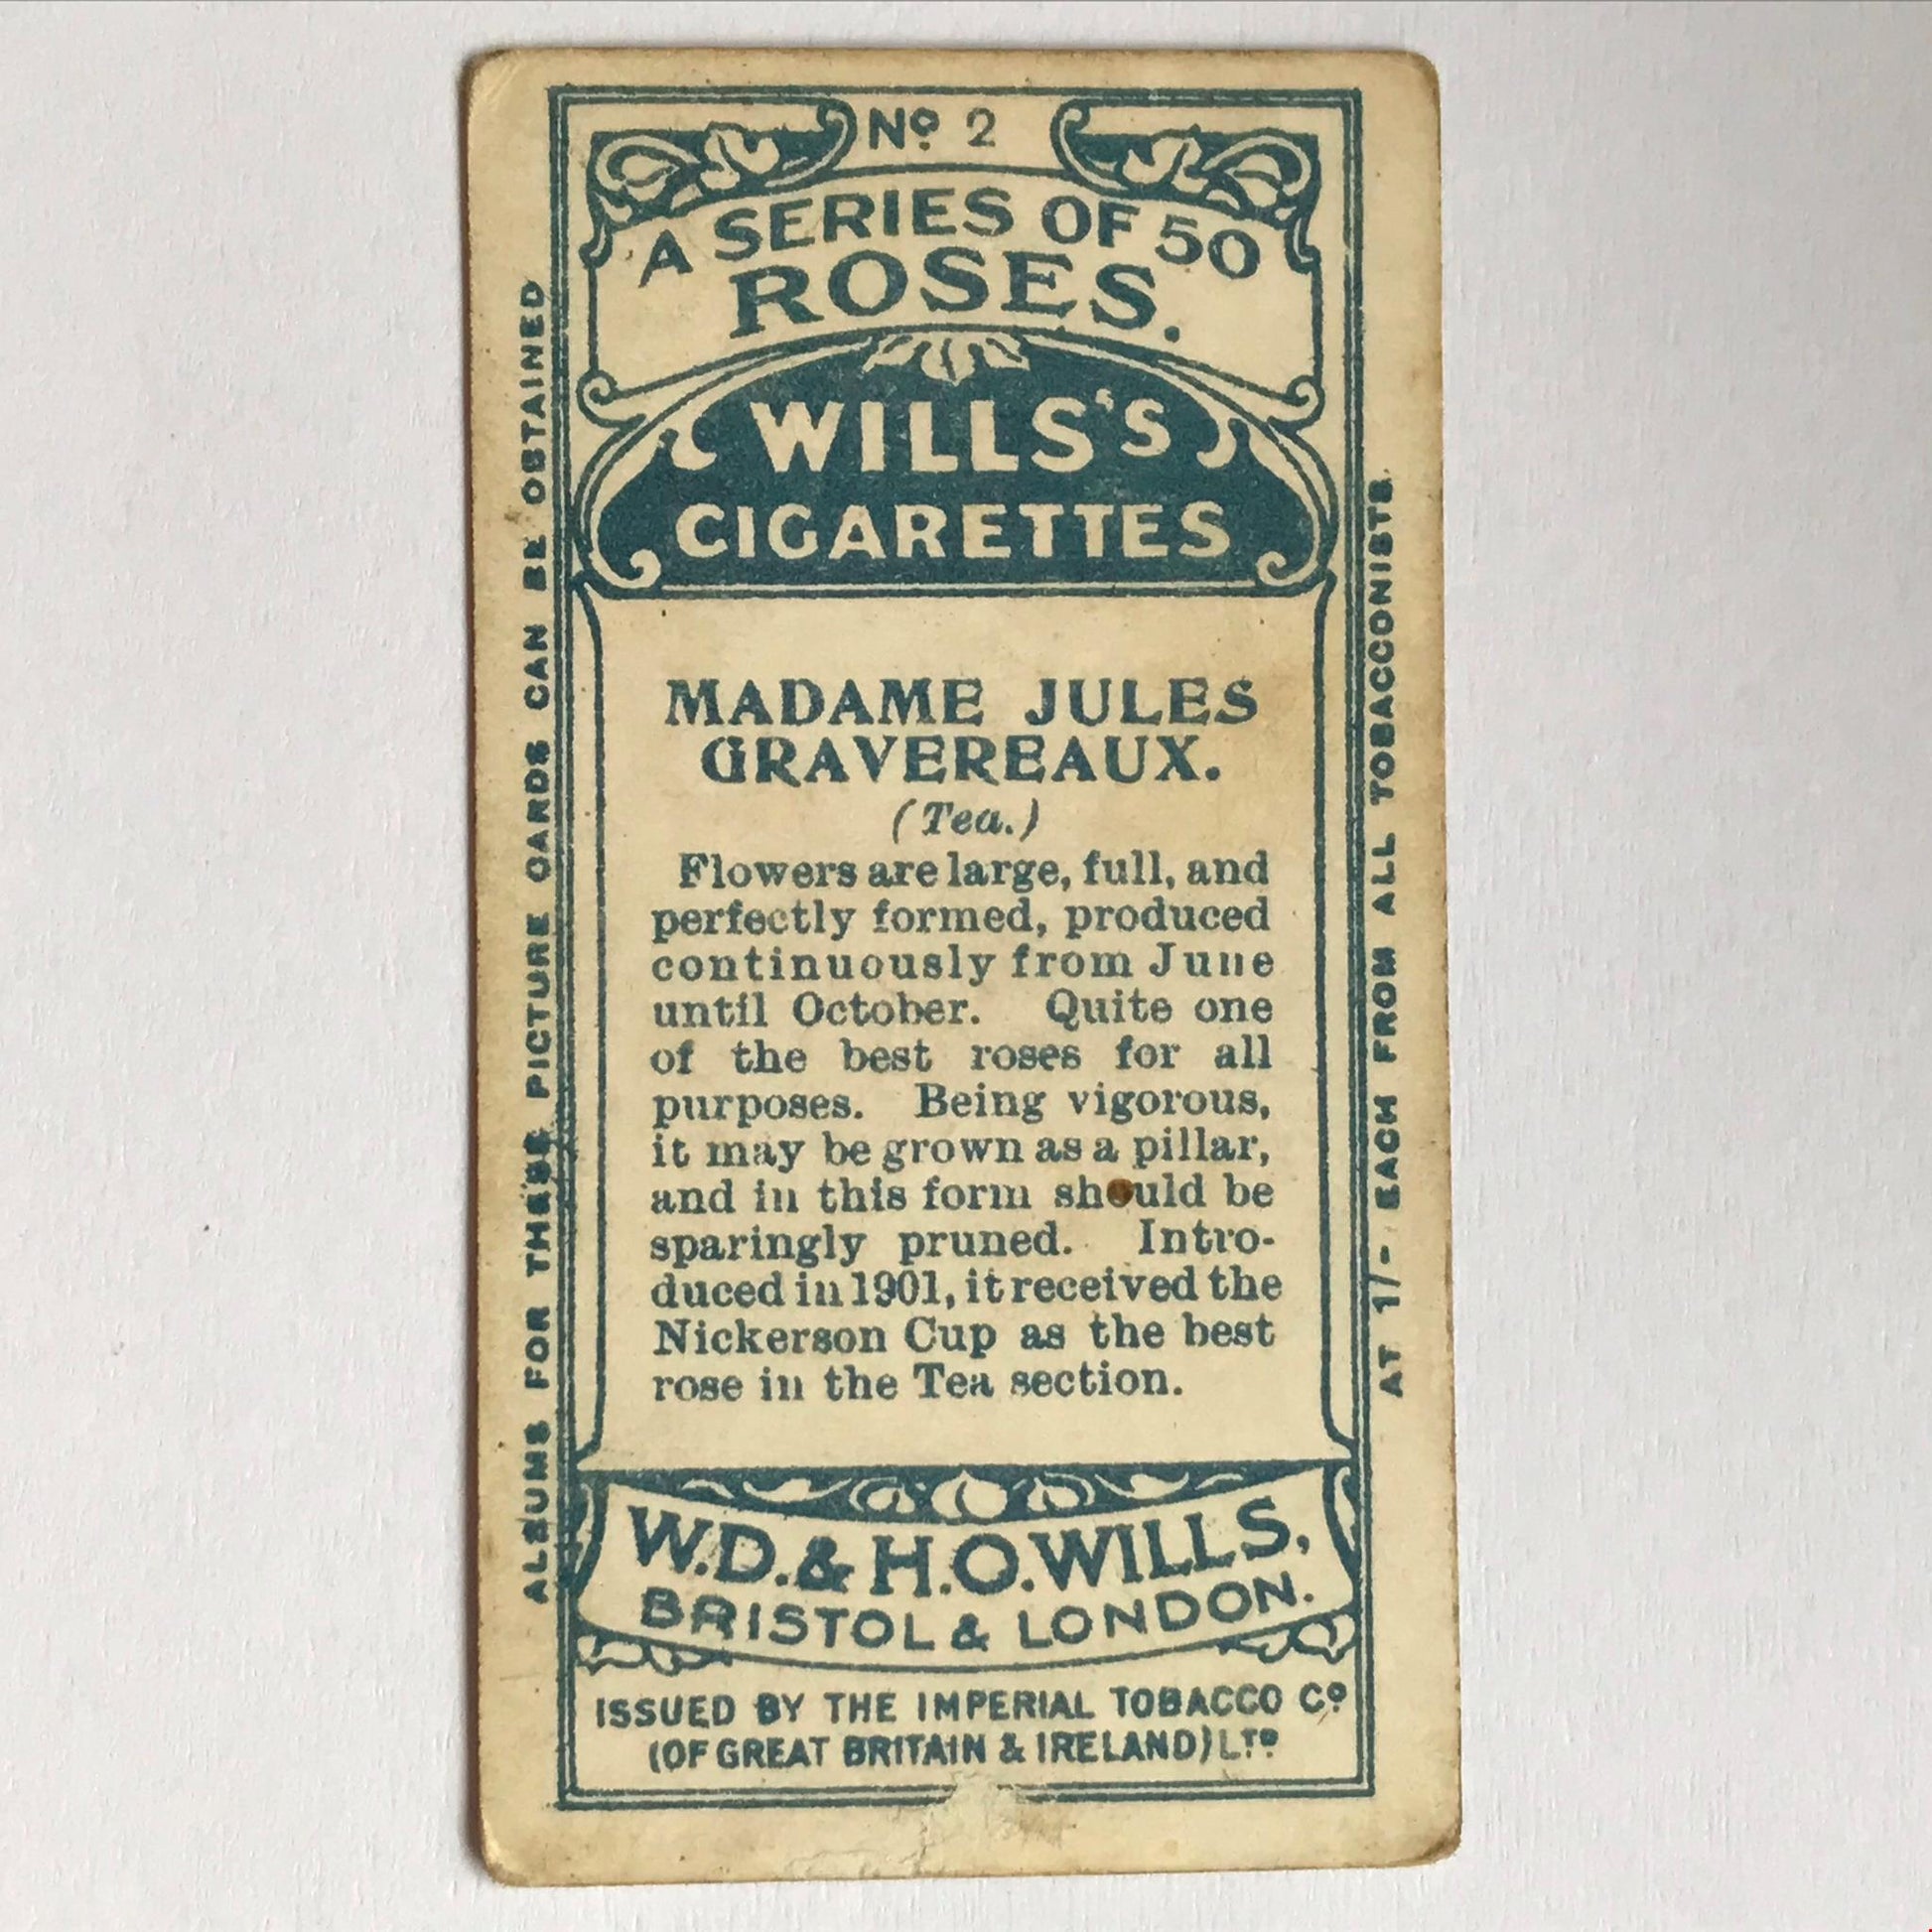 Nº 2
A SERIES OF 50
ROSES.
WILLS'S
CIGARETTES
MADAME JULES
GRAVEREAUX.
(Tea.)
Flowers are large, full, and
perfectly formed, produced
continuously from June
until October. Quite one
of the best roses for all
purposes. Being vigorous,
it may be grown as a pillar,
and in this form should be
sparingly pruned. Intro-
duced in 1901, it received the
Nickerson Cup as the best
rose in the Tea section.
W.D. & H.O. WILLS,
BRISTOL & LONDON.
ISSUED BY THE IMPERIAL TOBACCO Cº
(OF GREAT BRITAIN & IRELAND) LTD
ALBUMS FOR THESE PICTURE CARDS CAN BE OBTAINED
AT 1/- EACH FROM ALL TOBACCONISTS.